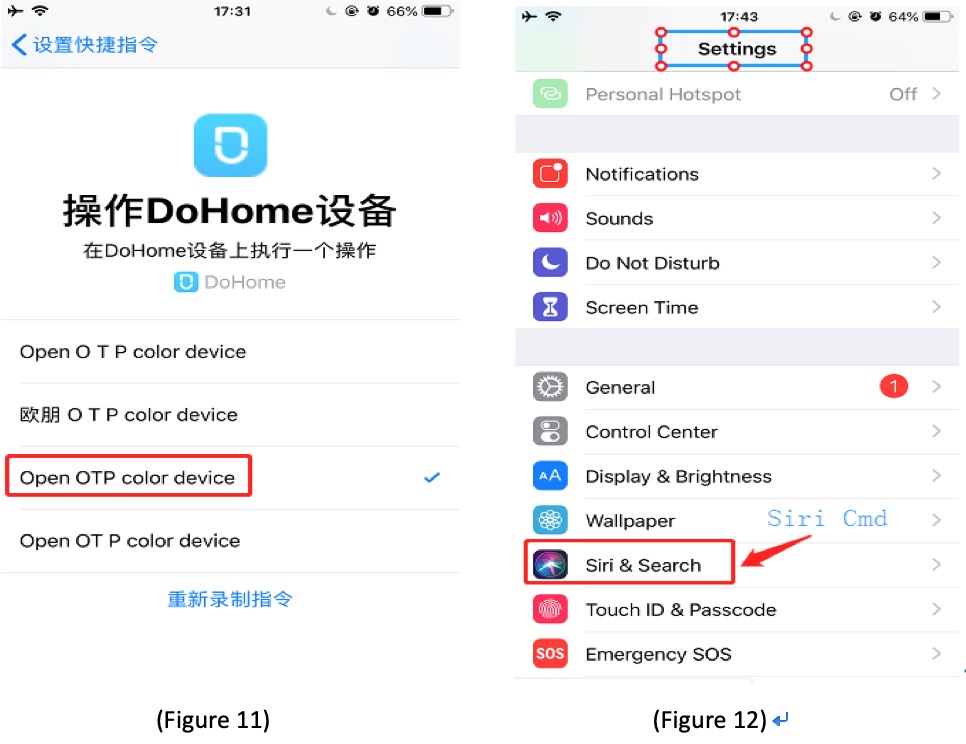 17:31
66%
设置快捷指令
操作DoHome设备
在DoHome设备上执行一个操作
DoHome
Open O T P color device
欧朋 O T P color device
Open OTP color device
Open OT P color device
重新录制指令
(Figure 11)
17:43
64%
Settings
Personal Hotspot Off
Notifications
Sounds
Do Not Disturb
Screen Time
General 1
Control Center
AA Display & Brightness
Wallpaper Siri Cmd
Siri & Search
Touch ID & Passcode
SOS Emergency SOS
(Figure 12)